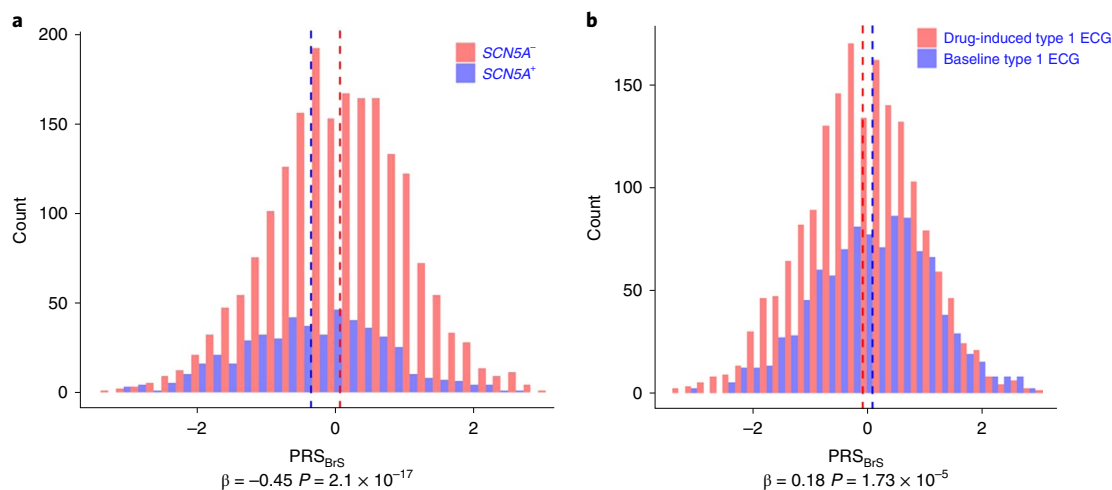 a
200
150
100
50
0
Count
SCN5A⁻
SCN5A⁺
−2
0
2
PRS_BrS
β = −0.45 P = 2.1 × 10⁻¹⁷
b
150
100
50
0
Count
Drug-induced type 1 ECG
Baseline type 1 ECG
−2
0
2
PRS_BrS
β = 0.18 P = 1.73 × 10⁻⁵